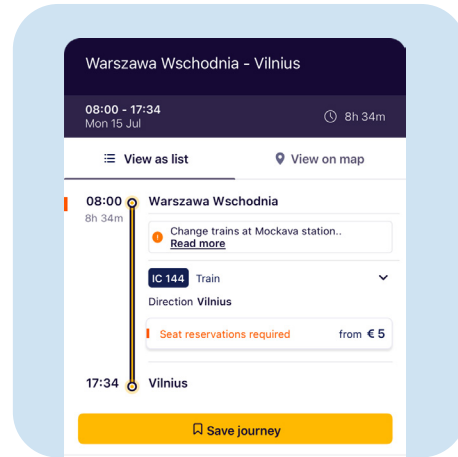 Warszawa Wschodnia - Vilnius
08:00 - 17:34
Mon 15 Jul
8h 34m
View as list
View on map
08:00 Warszawa Wschodnia
8h 34m
Change trains at Mockava station..
Read more
IC 144 Train
Direction Vilnius
Seat reservations required from € 5
17:34 Vilnius
Save journey